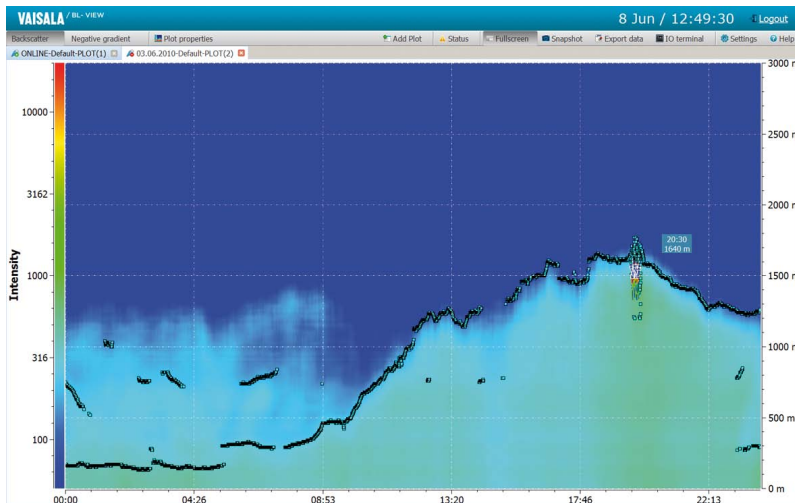 VAISALA / BL- VIEW
8 Jun / 12:49:30
Logout
Backscatter Negative gradient Plot properties Add Plot Status Fullscreen Snapshot Export data IO terminal Settings Help
ONLINE-Default-PLOT(1) 03.06.2010-Default-PLOT(2)
Intensity
10000
3162
1000
316
100
20:30
1640 m
3000 m
2500 m
2000 m
1500 m
1000 m
500 m
0 m
00:00 04:26 08:53 13:20 17:46 22:13